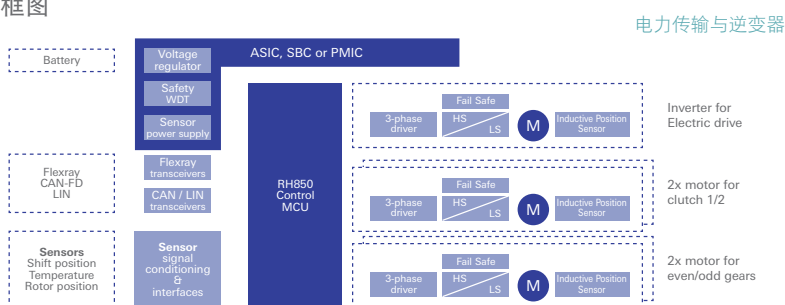 框图
电力传输与逆变器
Battery
Voltage
regulator
ASIC, SBC or PMIC
Safety
WDT
Sensor
power supply
Flexray
CAN-FD
LIN
Flexray
transceivers
CAN / LIN
transceivers
Sensors
Shift position
Temperature
Rotor position
Sensor
signal
conditioning
&
interfaces
RH850
Control
MCU
Fail Safe
3-phase
driver
HS
LS
M
Inductive Position
Sensor
Inverter for
Electric drive
Fail Safe
3-phase
driver
HS
LS
M
Inductive Position
Sensor
2x motor for
clutch 1/2
Fail Safe
3-phase
driver
HS
LS
M
Inductive Position
Sensor
2x motor for
even/odd gears